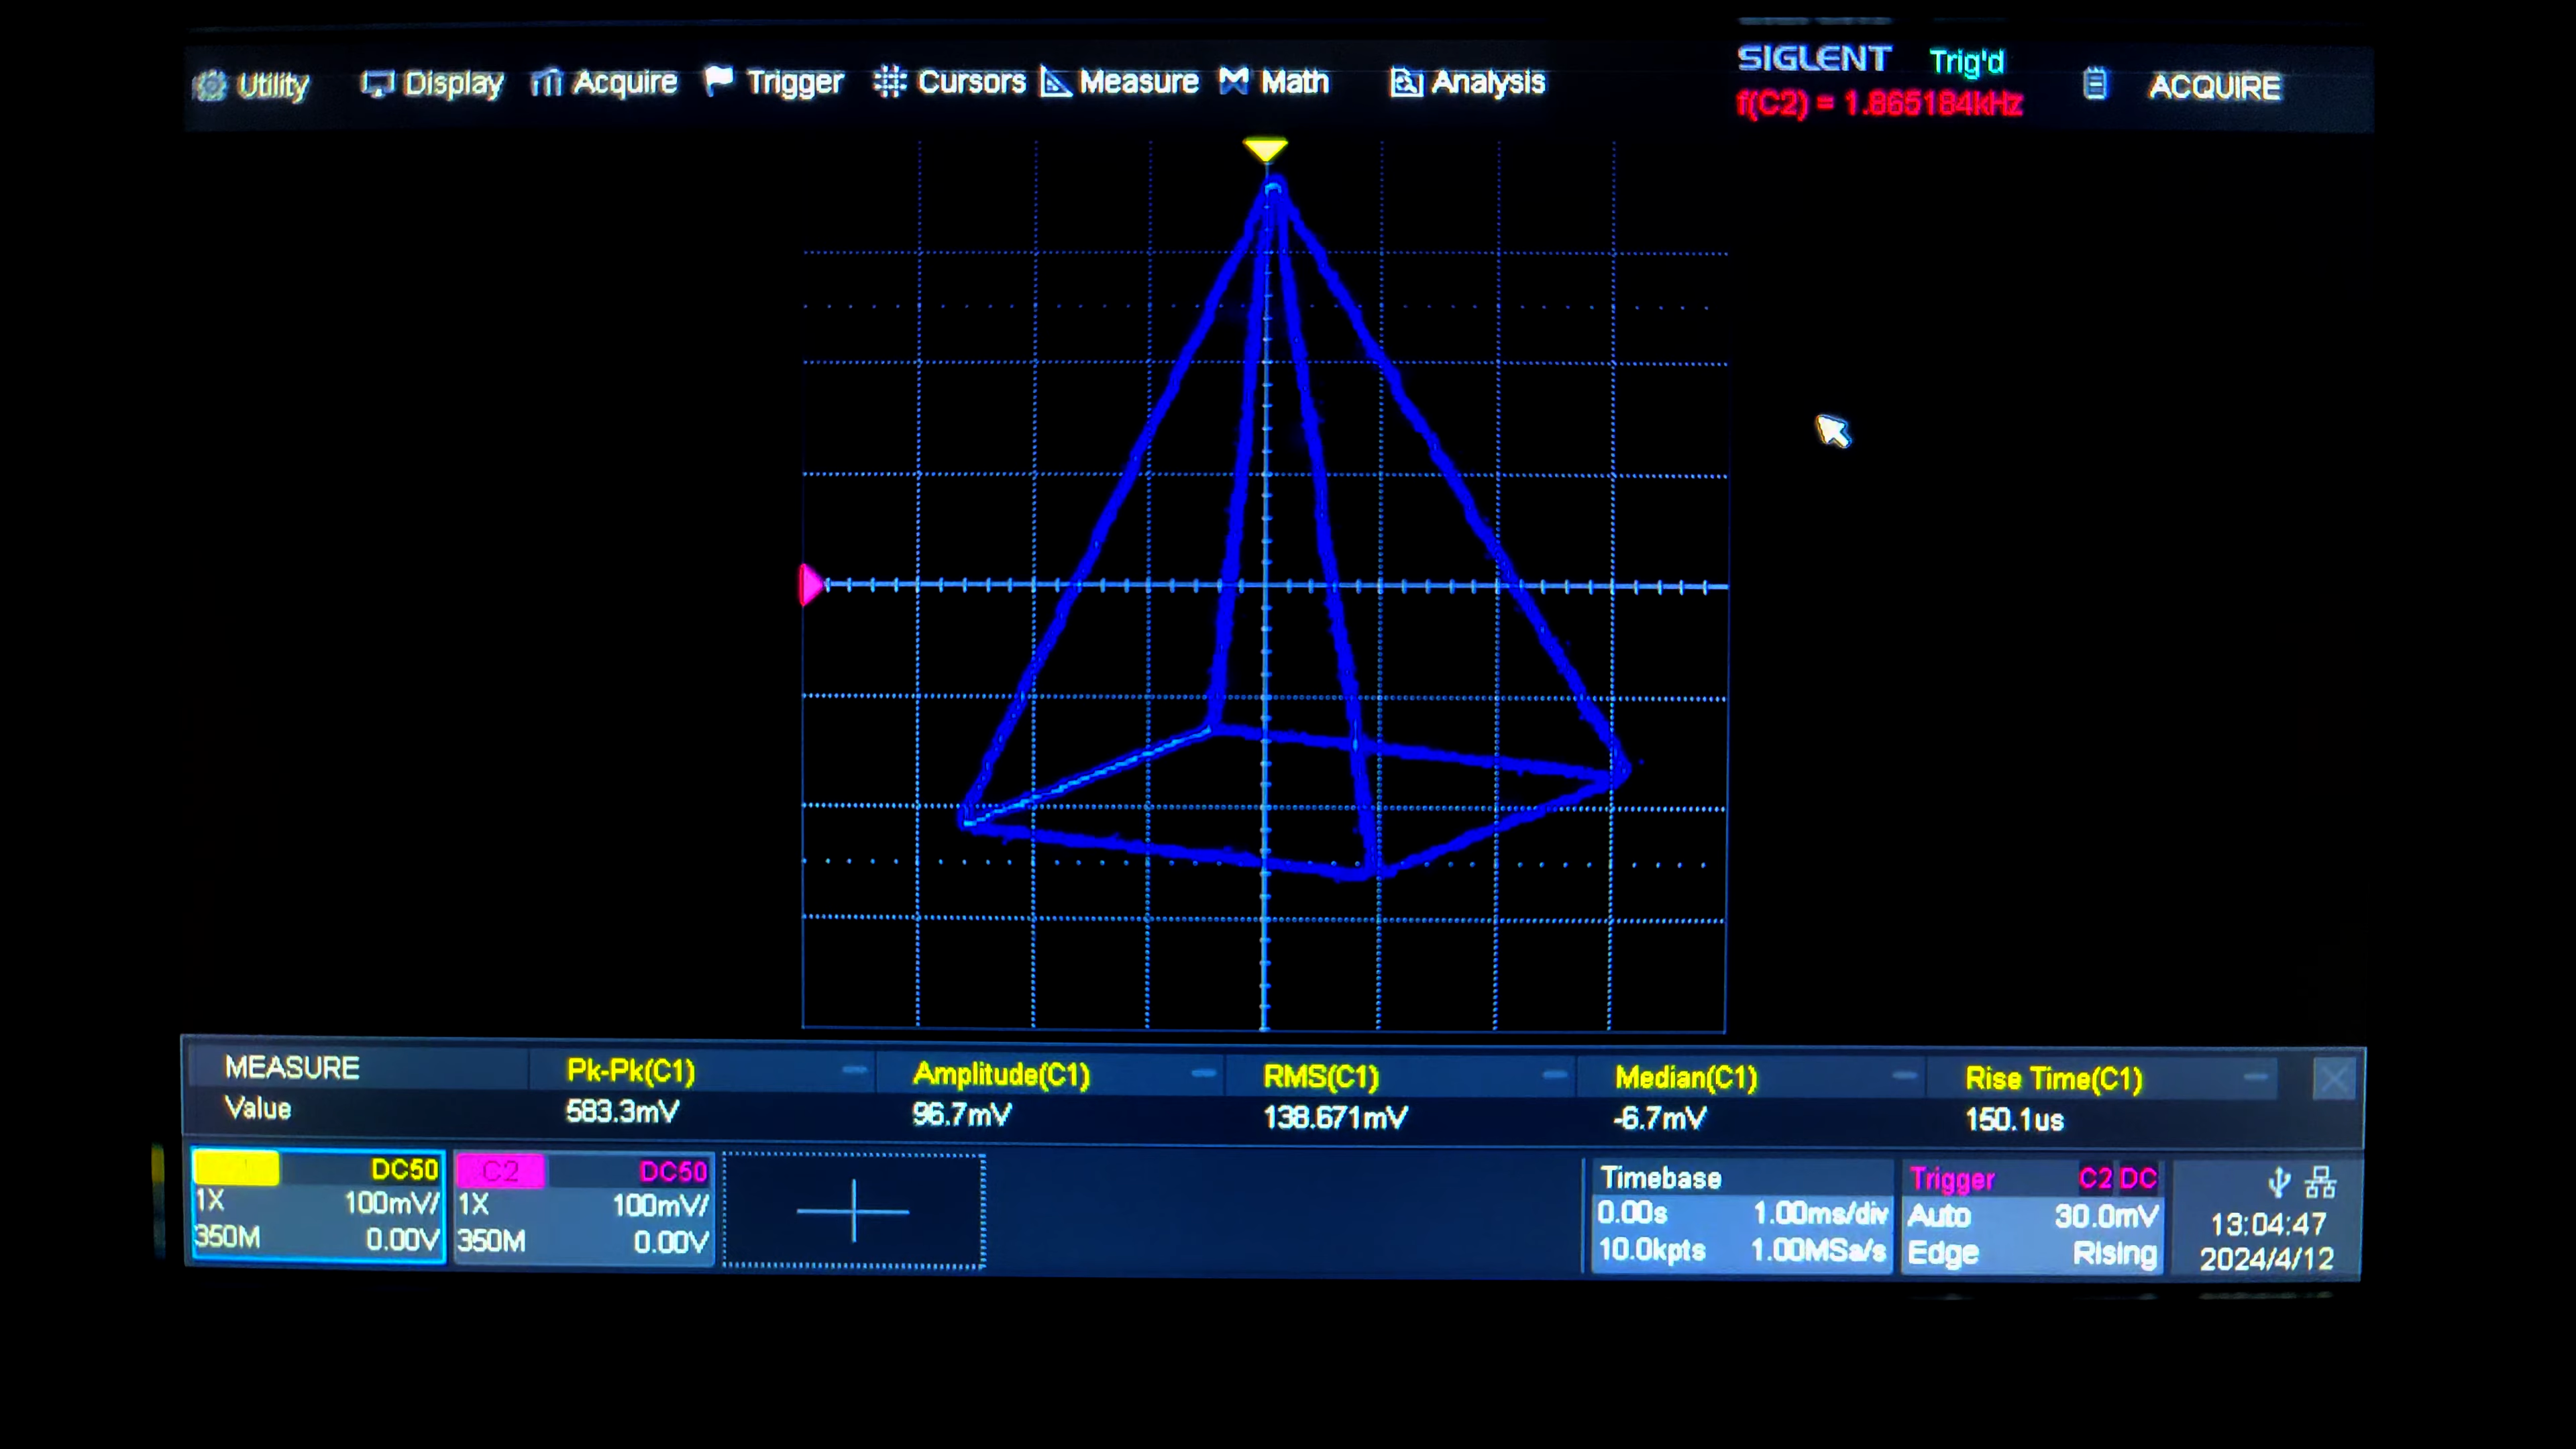 Utility Display Acquire Trigger Cursors Measure Math Analysis
SIGLENT Trig'd
f(C2) = 1.865184kHz
ACQUIRE
MEASURE Pk-Pk(C1) Amplitude(C1) RMS(C1) Median(C1) Rise Time(C1)
Value 583.3mV 96.7mV 138.671mV -6.7mV 150.1us
DC50
1X 100mV/
350M 0.00V
C2 DC50
1X 100mV/
350M 0.00V
Timebase
0.00s 1.00ms/div
10.0kpts 1.00MSa/s
Trigger C2 DC
Auto 30.0mV
Edge Rising
13:04:47
2024/4/12